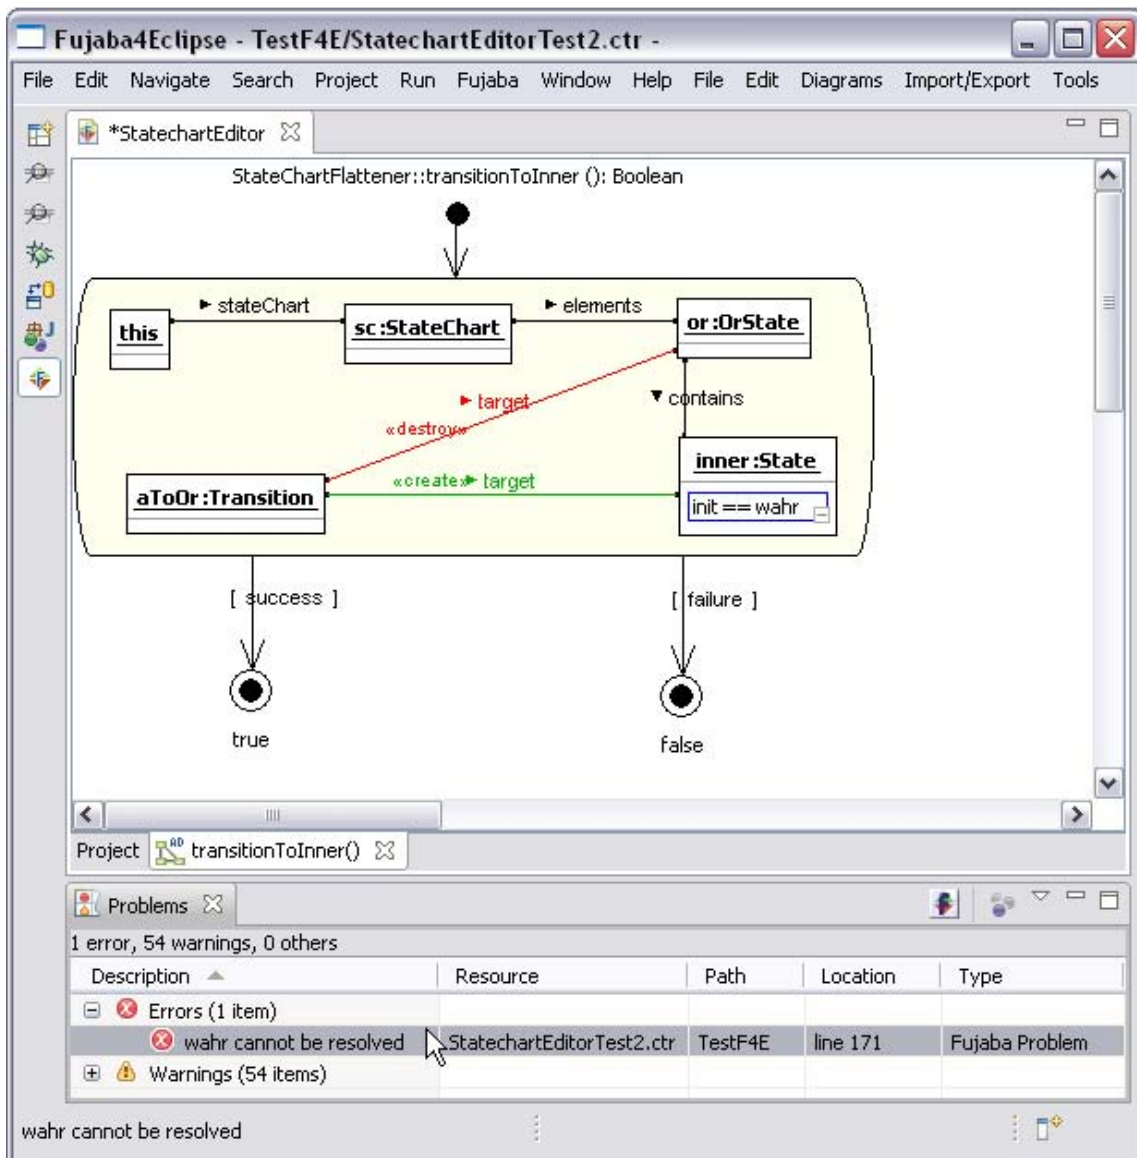 Fujaba4Eclipse - TestF4E/StatechartEditorTest2.ctr -
File Edit Navigate Search Project Run Fujaba Window Help File Edit Diagrams Import/Export Tools
*StatechartEditor
StateChartFlattener::transitionToInner (): Boolean
this
stateChart
sc :StateChart
elements
or :OrState
target
«destroy»
contains
aToOr :Transition
«create» target
inner :State
init == wahr
[ success ]
[ failure ]
true
false
Project transitionToInner()
Problems
1 error, 54 warnings, 0 others
Description Resource Path Location Type
Errors (1 item)
wahr cannot be resolved StatechartEditorTest2.ctr TestF4E line 171 Fujaba Problem
Warnings (54 items)
wahr cannot be resolved